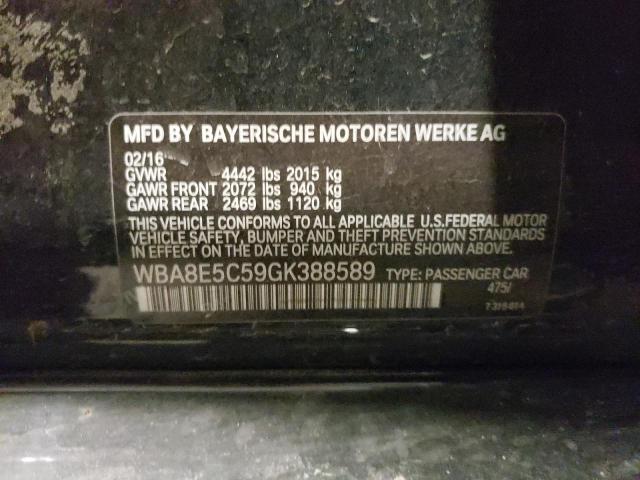 MFD BY BAYERISCHE MOTOREN WERKE AG
02/16
GVWR 4442 lbs 2015 kg
GAWR FRONT 2072 lbs 940 kg
GAWR REAR 2469 lbs 1120 kg
THIS VEHICLE CONFORMS TO ALL APPLICABLE U.S.FEDERAL MOTOR
VEHICLE SAFETY, BUMPER AND THEFT PREVENTION STANDARDS
IN EFFECT ON THE DATE OF MANUFACTURE SHOWN ABOVE.
WBA8E5C59GK388589 TYPE: PASSENGER CAR
475/